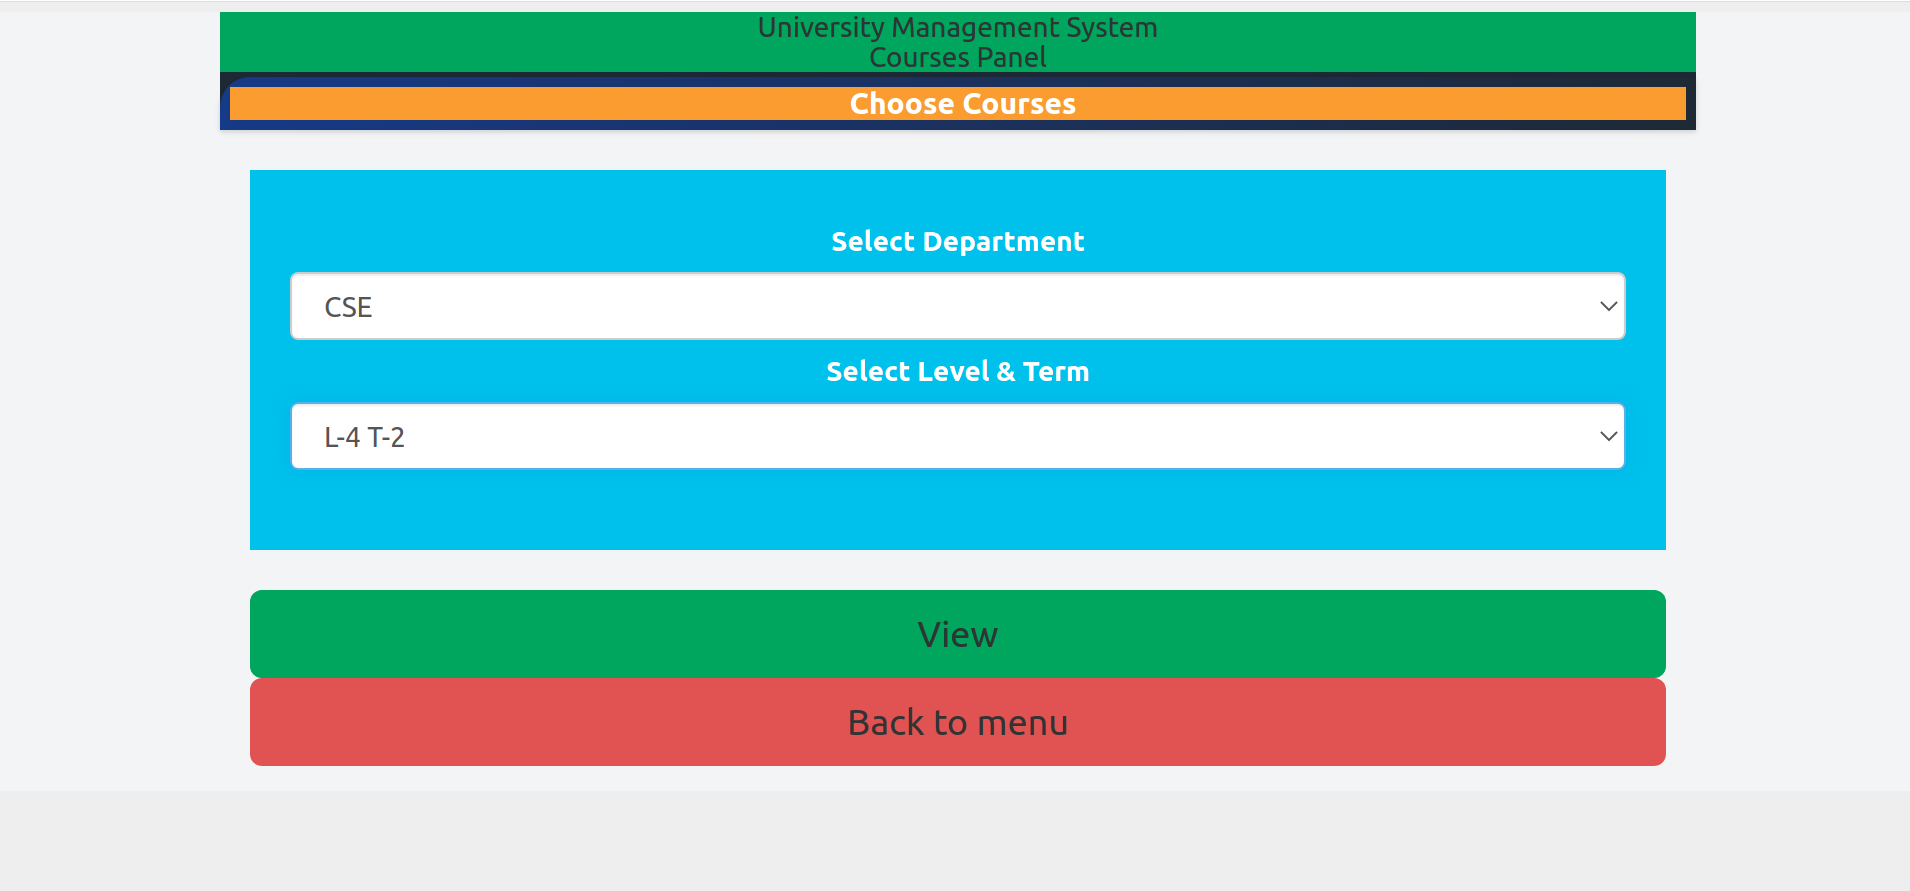 University Management System
Courses Panel
Choose Courses
Select Department
CSE
Select Level & Term
L-4 T-2
View
Back to menu